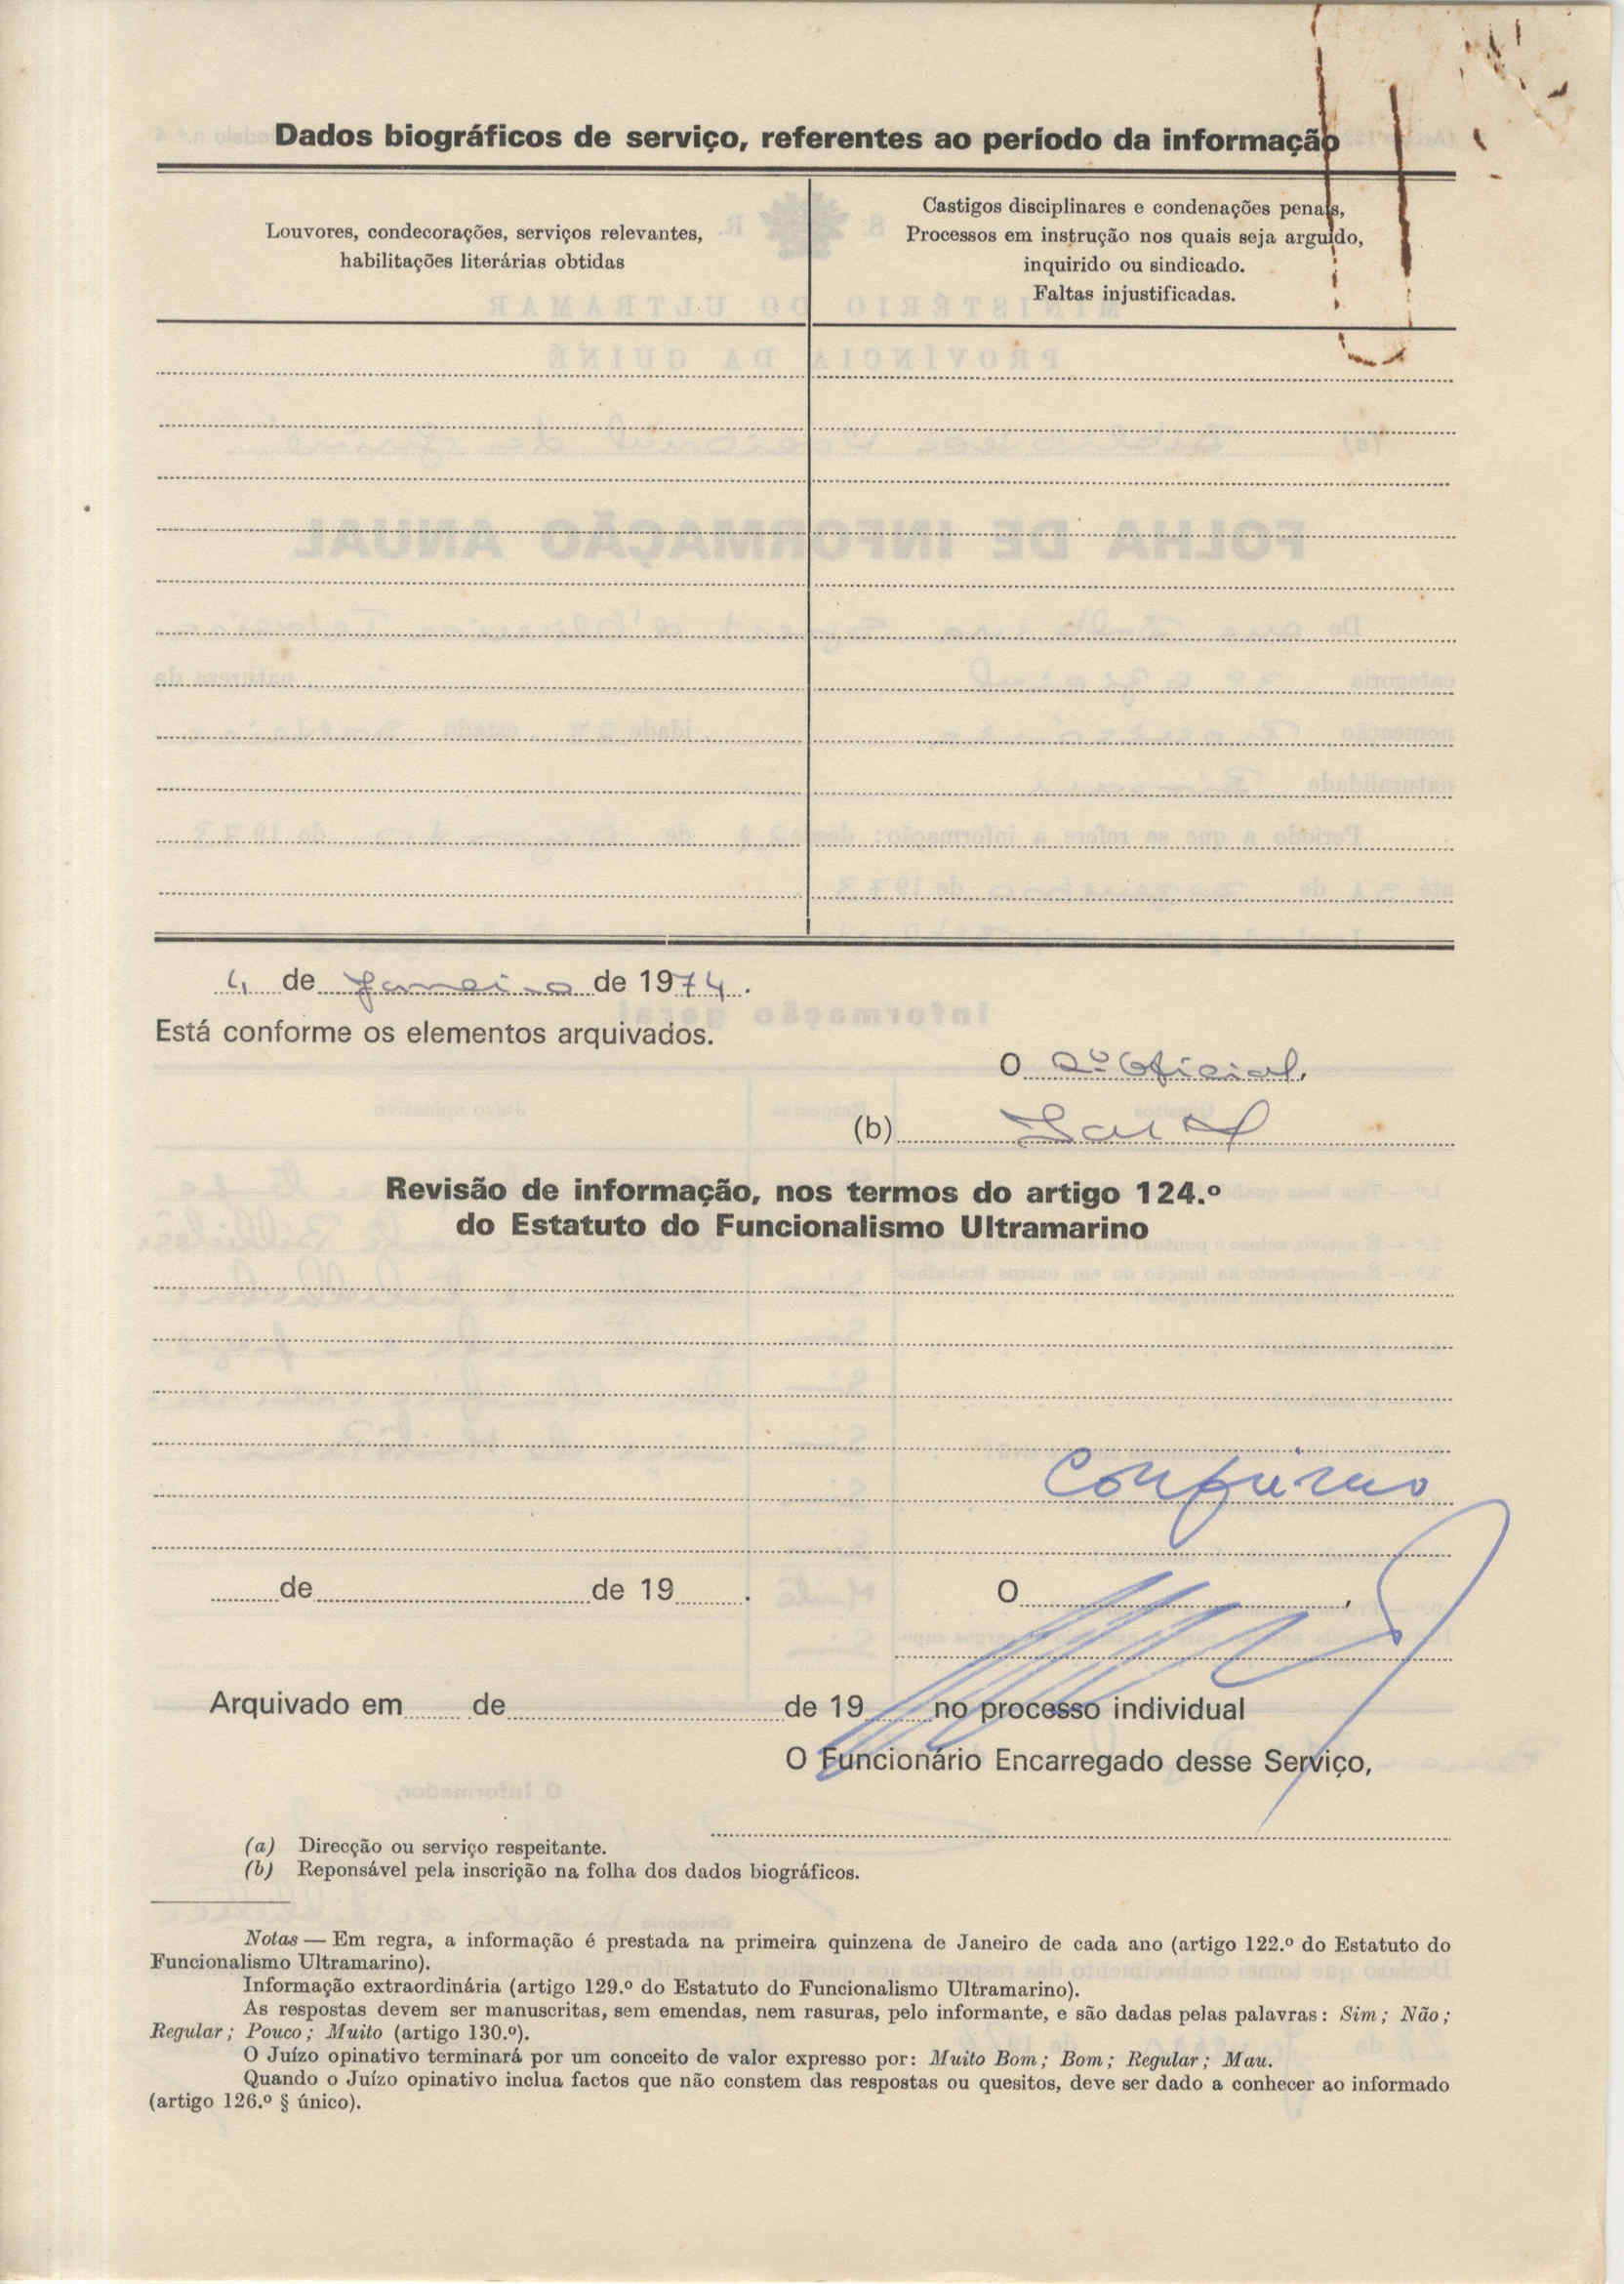 Dados biográficos de serviço, referentes ao período da informação
Louvores, condecorações, serviços relevantes,
habilitações literárias obtidas
Castigos disciplinares e condenações penais,
Processos em instrução nos quais seja arguido,
inquirido ou sindicado.
Faltas injustificadas.
4 de Janeiro de 1974.
Está conforme os elementos arquivados.
O 2º Oficial,
(b)
Revisão de informação, nos termos do artigo 124.º
do Estatuto do Funcionalismo Ultramarino
Confirmo
de de 19 . O ,
Arquivado em de de 19 no processo individual
O Funcionário Encarregado desse Serviço,
(a) Direcção ou serviço respeitante.
(b) Reponsável pela inscrição na folha dos dados biográficos.
Notas — Em regra, a informação é prestada na primeira quinzena de Janeiro de cada ano (artigo 122.º do Estatuto do
Funcionalismo Ultramarino).
Informação extraordinária (artigo 129.º do Estatuto do Funcionalismo Ultramarino).
As respostas devem ser manuscritas, sem emendas, nem rasuras, pelo informante, e são dadas pelas palavras: Sim; Não;
Regular; Pouco; Muito (artigo 130.º).
O Juízo opinativo terminará por um conceito de valor expresso por: Muito Bom; Bom; Regular; Mau.
Quando o Juízo opinativo inclua factos que não constem das respostas ou quesitos, deve ser dado a conhecer ao informado
(artigo 126.º § único).